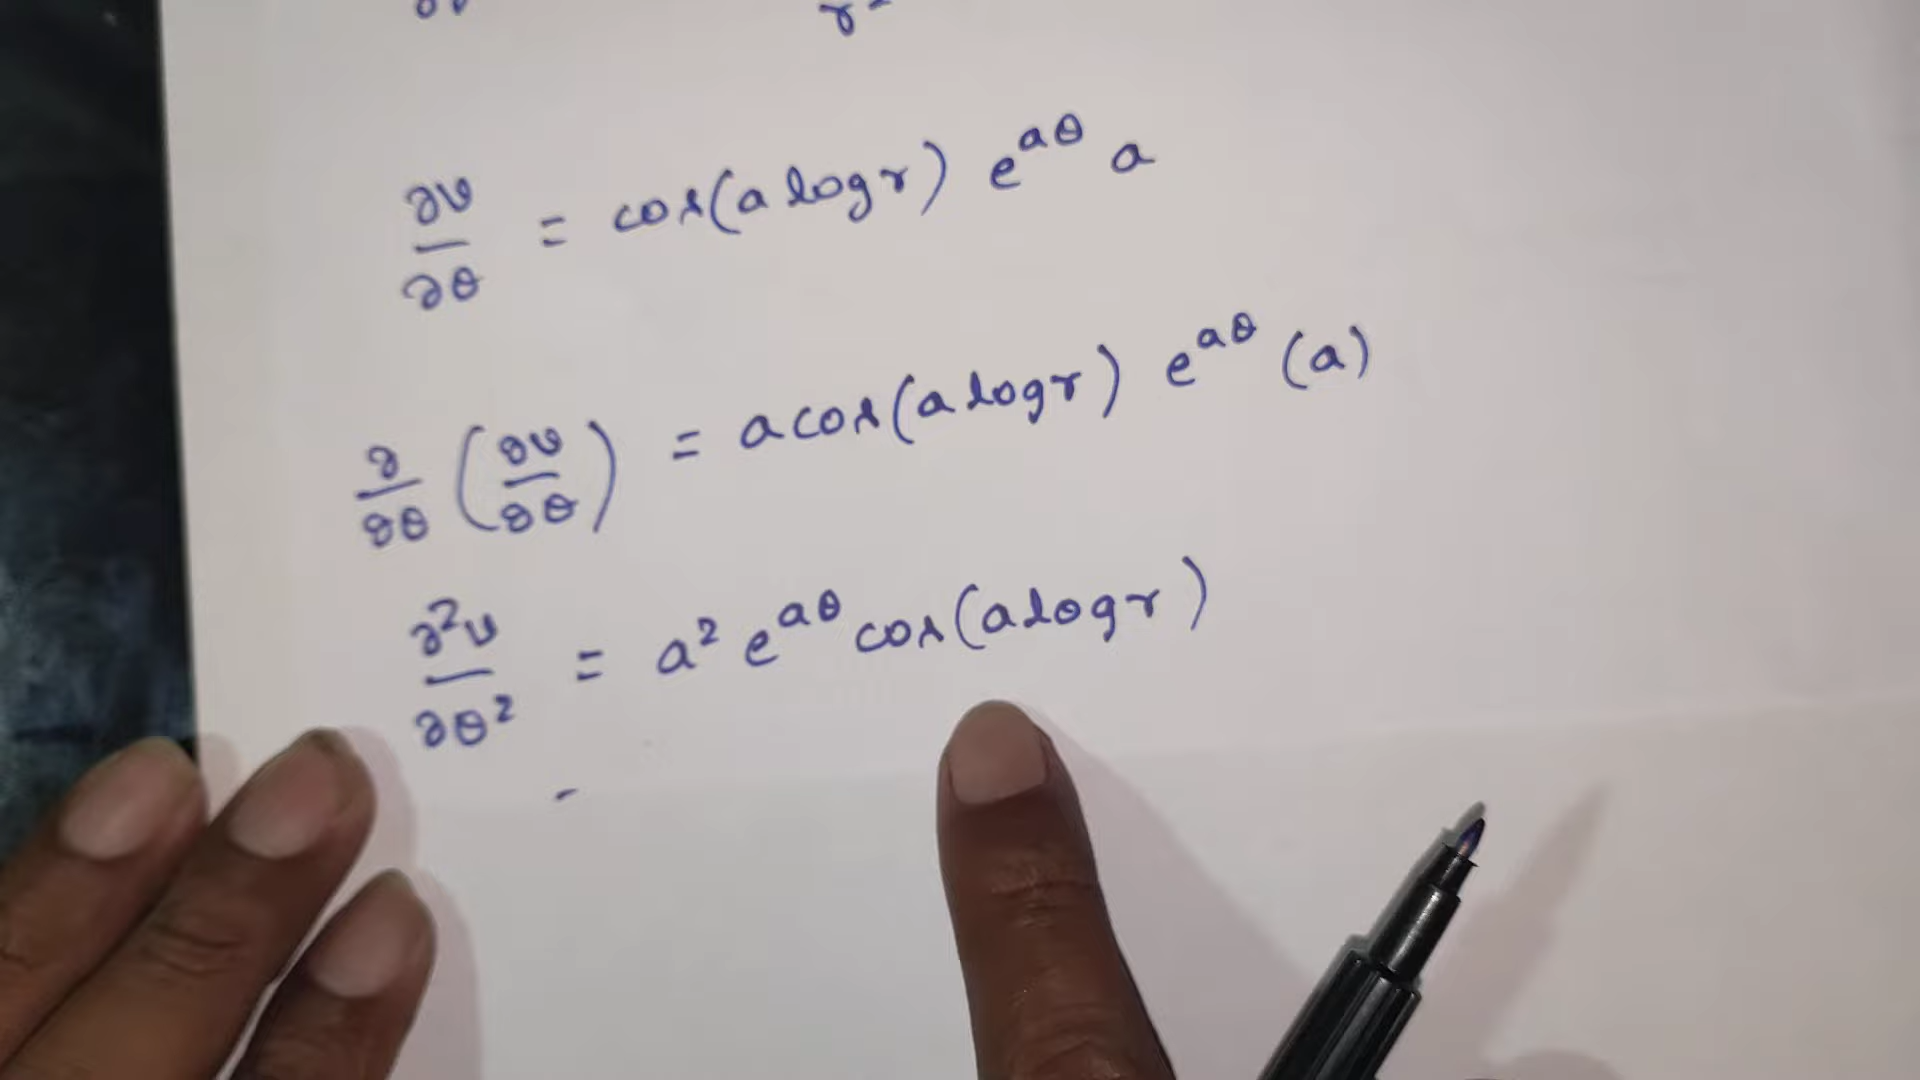 ∂v/∂θ = cos(a log r) e^{aθ} a
∂/∂θ (∂v/∂θ) = a cos(a log r) e^{aθ} (a)
∂²v/∂θ² = a² e^{aθ} cos(a log r)